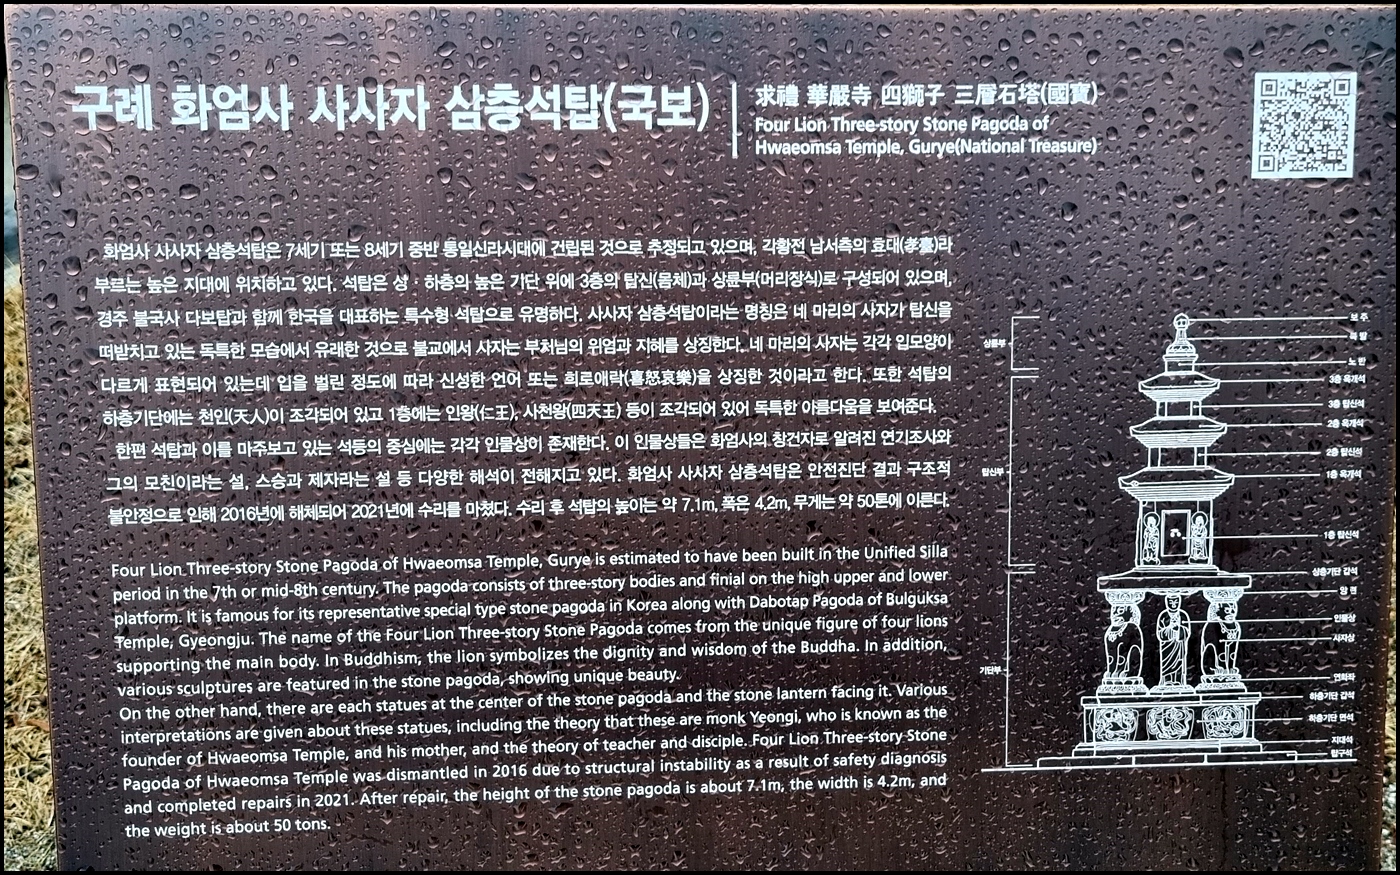 구례 화엄사 사사자 삼층석탑(국보)
求禮 華嚴寺 四獅子 三層石塔(國寶)
Four Lion Three-story Stone Pagoda of
Hwaeomsa Temple, Gurye(National Treasure)
화엄사 사사자 삼층석탑은 7세기 또는 8세기 중반 통일신라시대에 건립된 것으로 추정되고 있으며, 각황전 남서측의 효대(孝臺)라
부르는 높은 지대에 위치하고 있다. 석탑은 상·하층의 높은 기단 위에 3층의 탑신(몸체)과 상륜부(머리장식)로 구성되어 있으며,
경주 불국사 다보탑과 함께 한국을 대표하는 특수형 석탑으로 유명하다. 사사자 삼층석탑이라는 명칭은 네 마리의 사자가 탑신을
떠받치고 있는 독특한 모습에서 유래한 것으로 불교에서 사자는 부처님의 위엄과 지혜를 상징한다. 네 마리의 사자는 각각 입모양이
다르게 표현되어 있는데 입을 벌린 정도에 따라 신성한 언어 또는 희로애락(喜怒哀樂)을 상징한 것이라고 한다. 또한 석탑의
하층기단에는 천인(天人)이 조각되어 있고 1층에는 인왕(仁王), 사천왕(四天王) 등이 조각되어 있어 독특한 아름다움을 보여준다.
한편 석탑과 이를 마주보고 있는 석등의 중심에는 각각 인물상이 존재한다. 이 인물상들은 화엄사의 창건자로 알려진 연기조사와
그의 모친이라는 설, 스승과 제자라는 설 등 다양한 해석이 전해지고 있다. 화엄사 사사자 삼층석탑은 안전진단 결과 구조적
불안정으로 인해 2016년에 해체되어 2021년에 수리를 마쳤다. 수리 후 석탑의 높이는 약 7.1m, 폭은 4.2m, 무게는 약 50톤에 이른다.
Four Lion Three-story Stone Pagoda of Hwaeomsa Temple, Gurye is estimated to have been built in the Unified Silla
period in the 7th or mid-8th century. The pagoda consists of three-story bodies and finial on the high upper and lower
platform. It is famous for its representative special type stone pagoda in Korea along with Dabotap Pagoda of Bulguksa
Temple, Gyeongju. The name of the Four Lion Three-story Stone Pagoda comes from the unique figure of four lions
supporting the main body. In Buddhism, the lion symbolizes the dignity and wisdom of the Buddha. In addition,
various sculptures are featured in the stone pagoda, showing unique beauty.
On the other hand, there are each statues at the center of the stone pagoda and the stone lantern facing it. Various
interpretations are given about these statues, including the theory that these are monk Yeongi, who is known as the
founder of Hwaeomsa Temple, and his mother, and the theory of teacher and disciple. Four Lion Three-story Stone
Pagoda of Hwaeomsa Temple was dismantled in 2016 due to structural instability as a result of safety diagnosis
and completed repairs in 2021. After repair, the height of the stone pagoda is about 7.1m, the width is 4.2m, and
the weight is about 50 tons.
상륜부
탑신부
기단부
보 주
복 발
노 반
3층 옥개석
3층 탑신석
2층 옥개석
2층 탑신석
1층 옥개석
1층 탑신석
상층기단 갑석
앙 련
인물상
사자상
연화좌
하층기단 갑석
하층기단 면석
지대석
탑구석